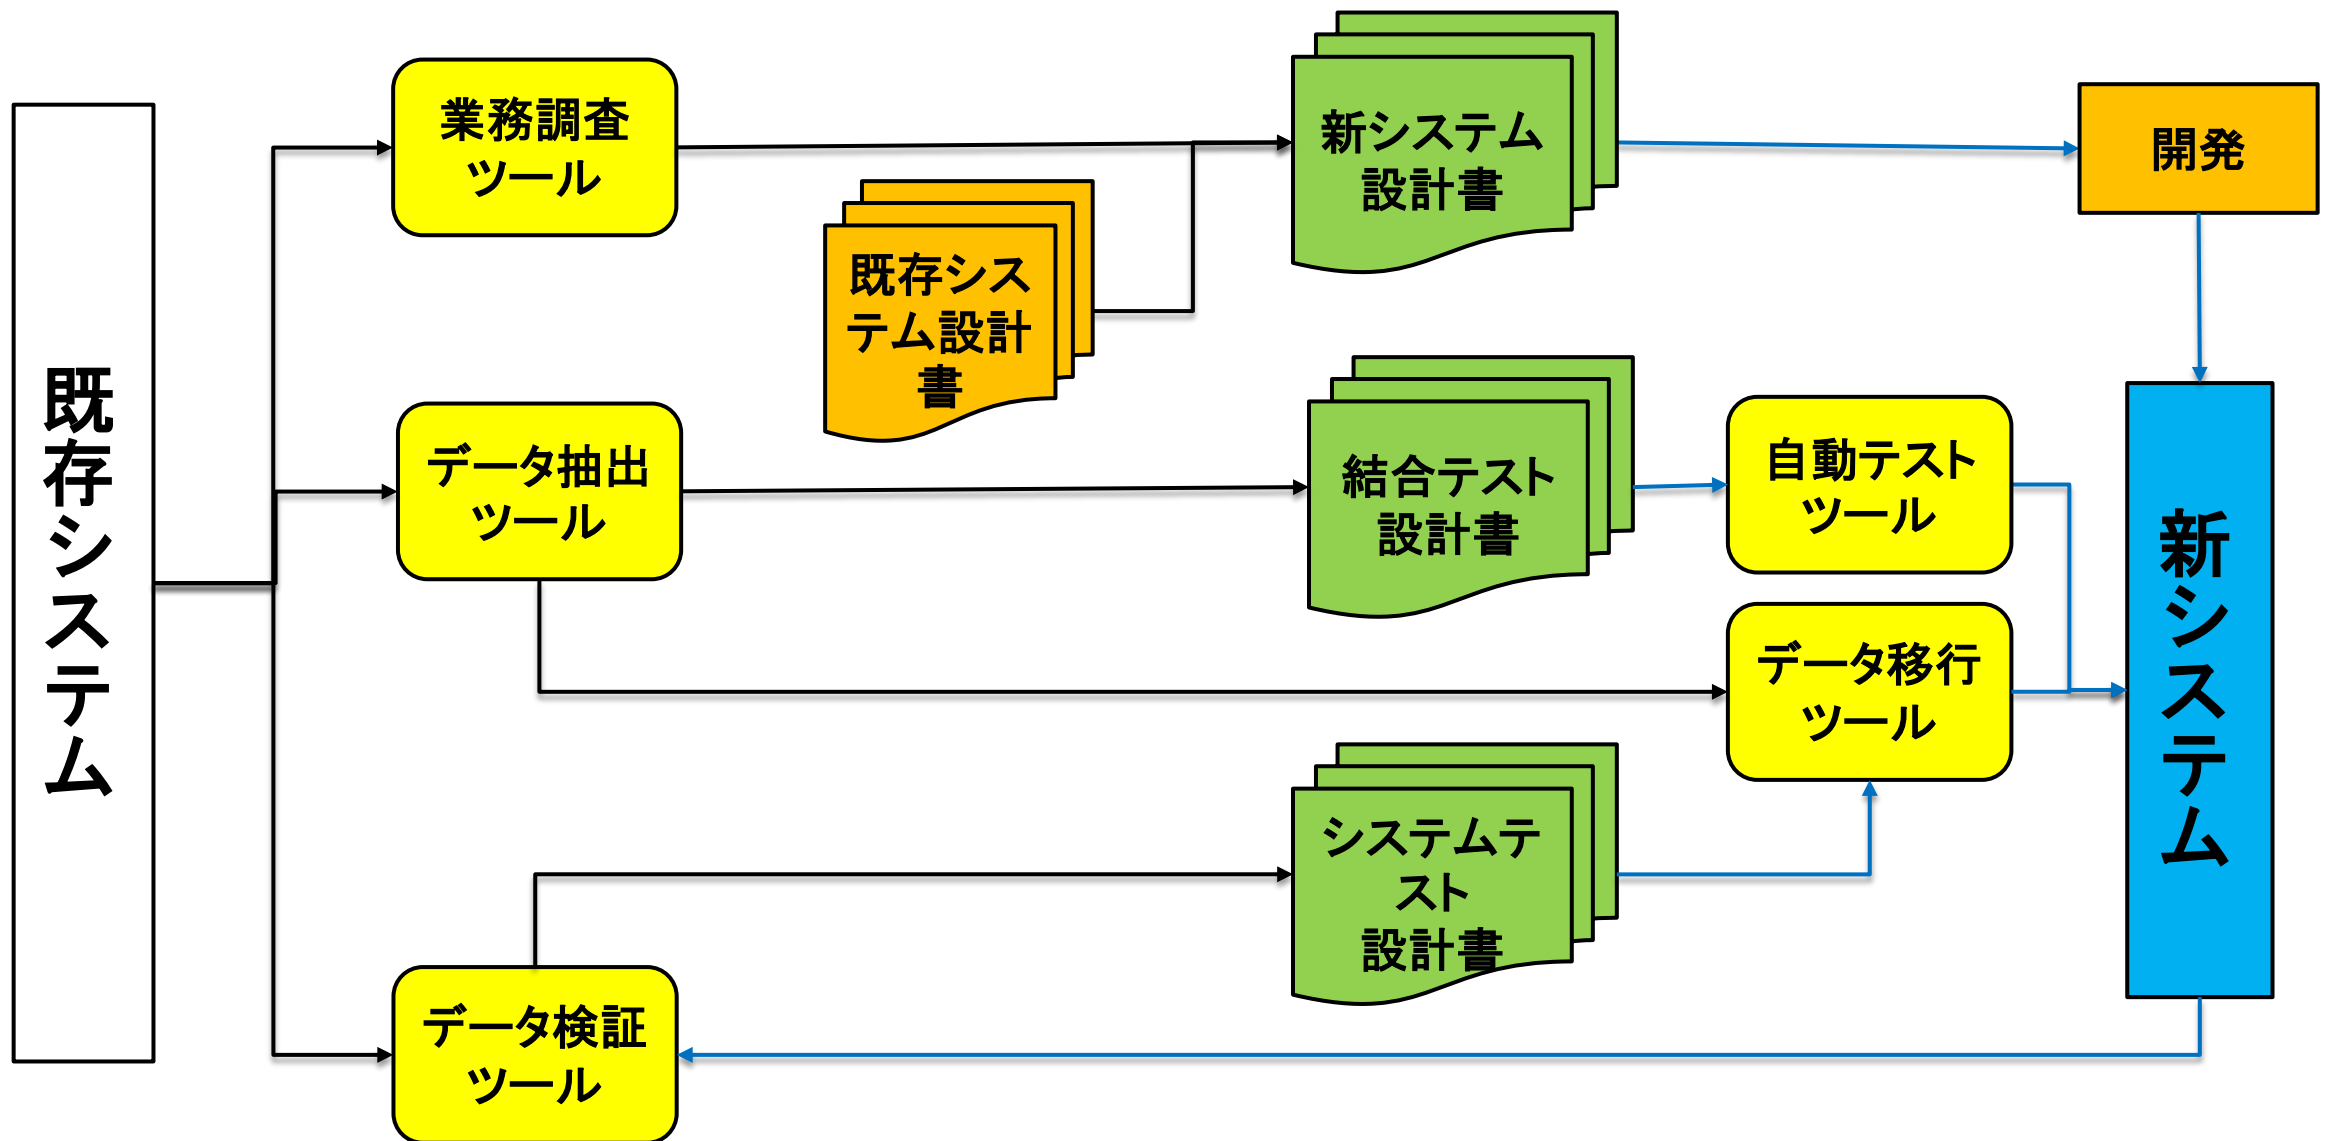 既存システム
業務調査
ツール
既存シス
テム設計
書
新システム
設計書
開発
データ抽出
ツール
結合テスト
設計書
自動テスト
ツール
データ移行
ツール
新システム
システムテ
スト
設計書
データ検証
ツール